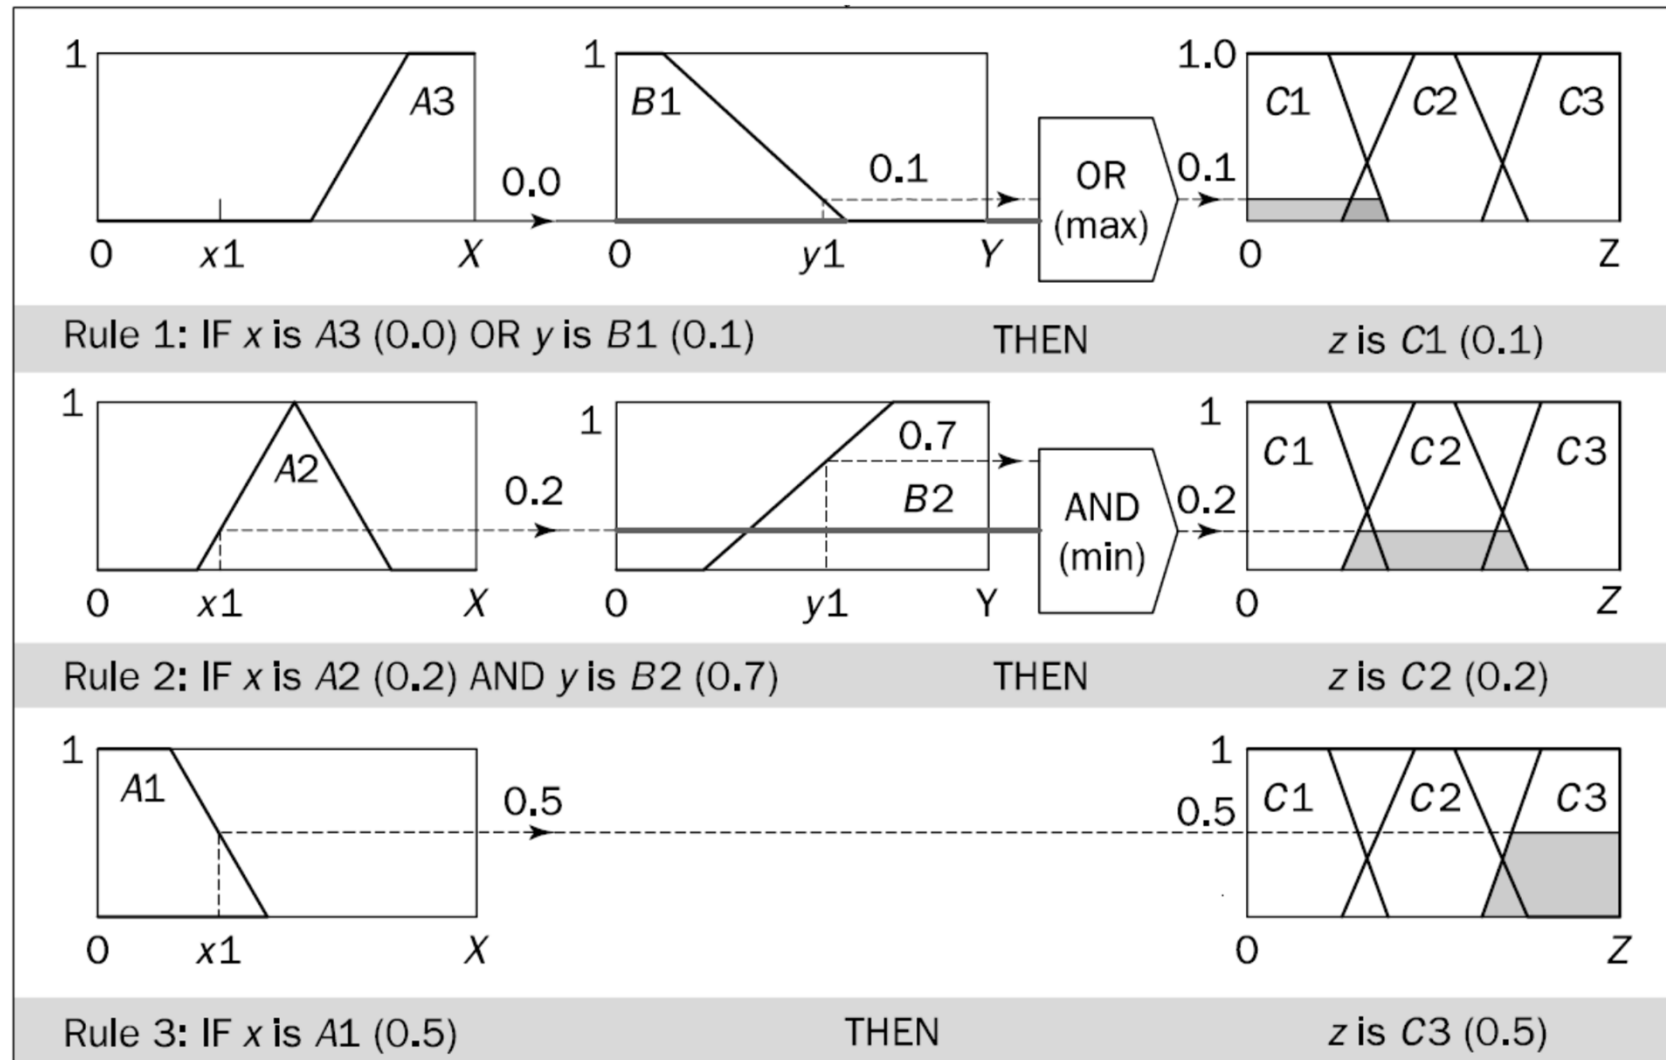 1 A3 0.0 1 B1 0.1 OR (max) 0.1 1.0 C1 C2 C3
0 x1 X 0 y1 Y 0 Z
Rule 1: IF x is A3 (0.0) OR y is B1 (0.1) THEN z is C1 (0.1)
1 A2 0.2 1 0.7 B2 AND (min) 0.2 1 C1 C2 C3
0 x1 X 0 y1 Y 0 Z
Rule 2: IF x is A2 (0.2) AND y is B2 (0.7) THEN z is C2 (0.2)
1 A1 0.5 1 0.5 C1 C2 C3
0 x1 X 0 Z
Rule 3: IF x is A1 (0.5) THEN z is C3 (0.5)